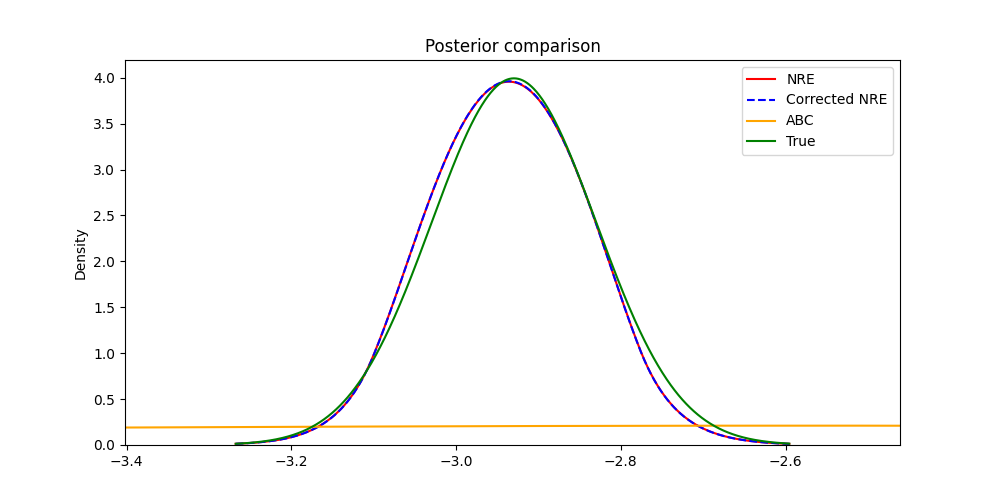 Posterior comparison
NRE
Corrected NRE
ABC
True
Density
4.0
3.5
3.0
2.5
2.0
1.5
1.0
0.5
0.0
−3.4 −3.2 −3.0 −2.8 −2.6